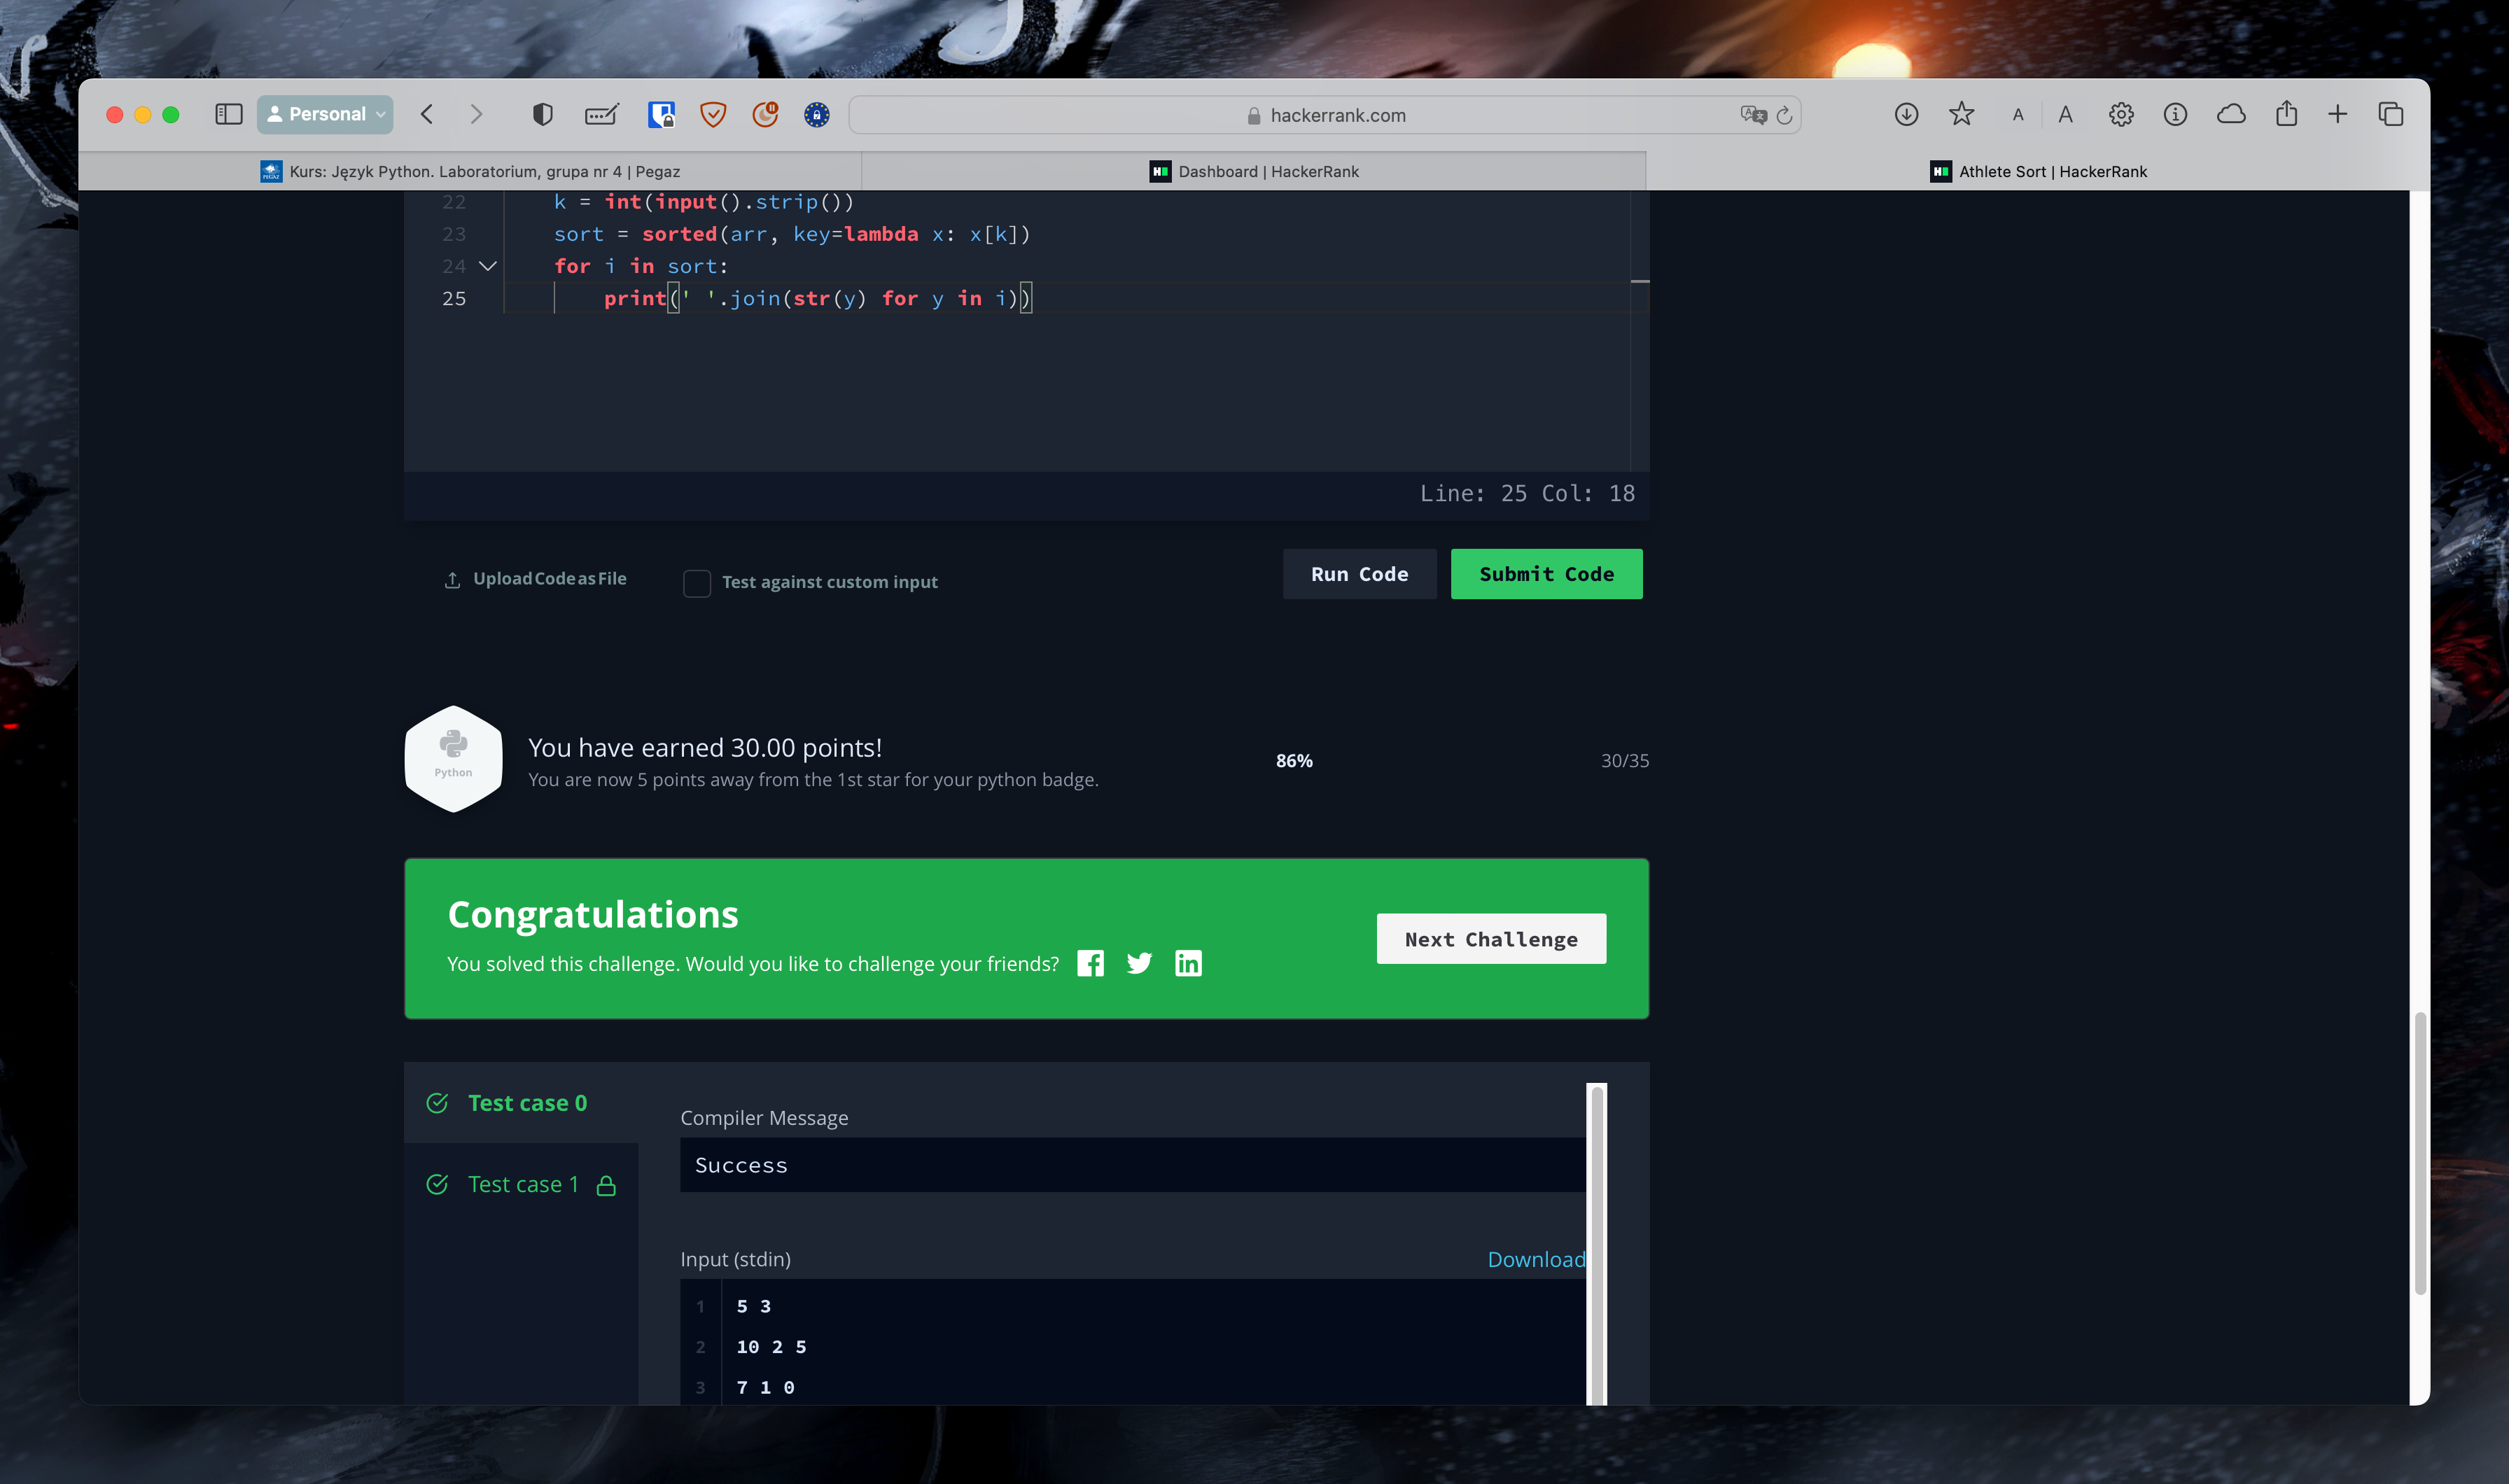 Personal
hackerrank.com
A A
Kurs: Język Python. Laboratorium, grupa nr 4 | Pegaz
Dashboard | HackerRank
Athlete Sort | HackerRank
22 k = int(input().strip())
23 sort = sorted(arr, key=lambda x: x[k])
24 for i in sort:
25 print(' '.join(str(y) for y in i))
Line: 25 Col: 18
Upload Code as File
Test against custom input
Run Code
Submit Code
Python
You have earned 30.00 points!
You are now 5 points away from the 1st star for your python badge.
86%
30/35
Congratulations
You solved this challenge. Would you like to challenge your friends?
Next Challenge
Test case 0
Test case 1
Compiler Message
Success
Input (stdin)
Download
1 5 3
2 10 2 5
3 7 1 0